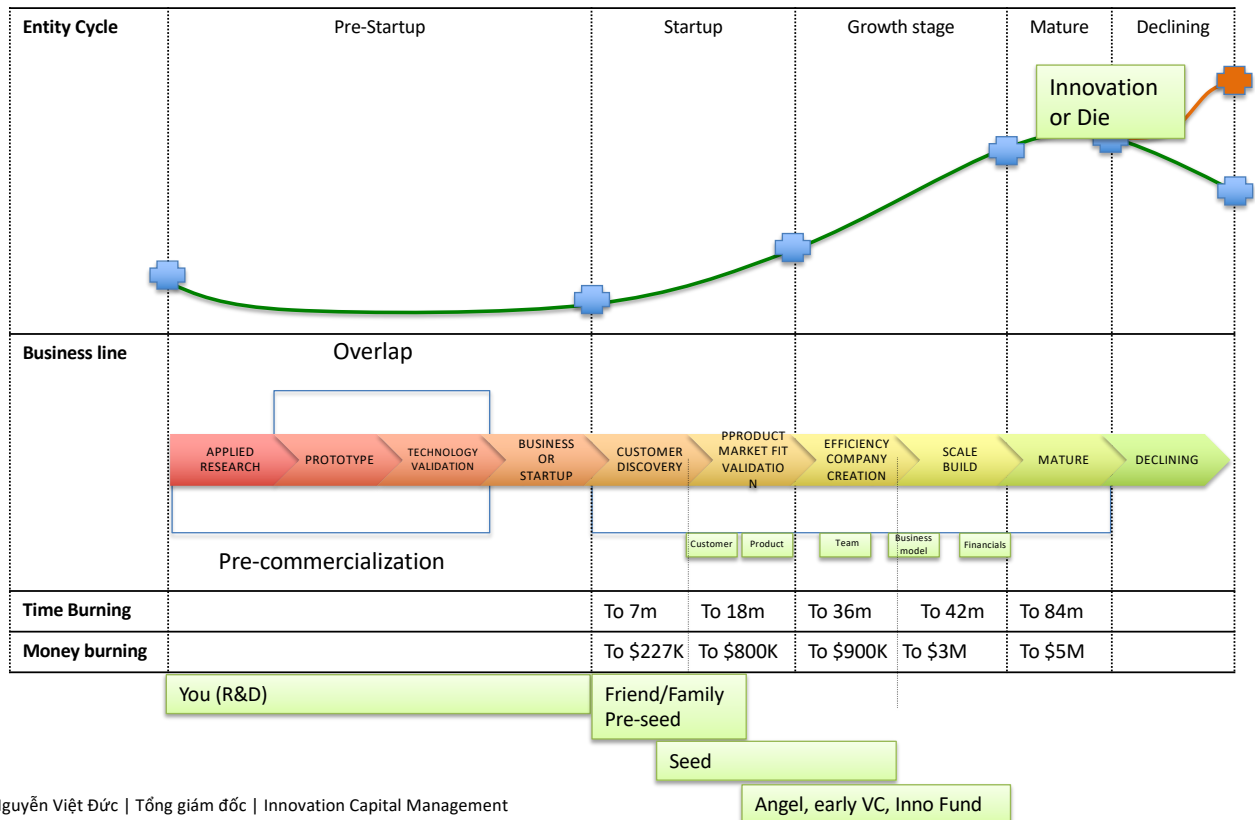 Entity Cycle
Pre-Startup
Startup
Growth stage
Mature
Declining
Innovation
or Die
Business line
Overlap
APPLIED
RESEARCH
PROTOTYPE
TECHNOLOGY
VALIDATION
BUSINESS
OR
STARTUP
CUSTOMER
DISCOVERY
PPRODUCT
MARKET FIT
VALIDATIO
N
EFFICIENCY
COMPANY
CREATION
SCALE
BUILD
MATURE
DECLINING
Customer
Product
Team
Business
model
Financials
Pre-commercialization
Time Burning
To 7m
To 18m
To 36m
To 42m
To 84m
Money burning
To $227K
To $800K
To $900K
To $3M
To $5M
You (R&D)
Friend/Family
Pre-seed
Seed
Angel, early VC, Inno Fund
Việt Đức | Tổng giám đốc | Innovation Capital Management